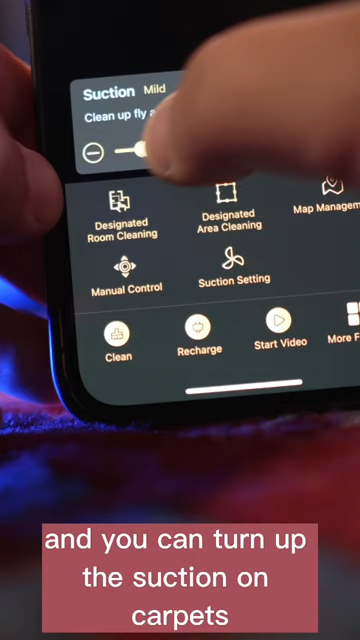 Suction Mild
Clean up fly
Designated
Room Cleaning
Designated
Area Cleaning
Map
Manual Control
Suction Setting
Clean
Recharge
Start Video
More
and you can turn up
the suction on
carpets